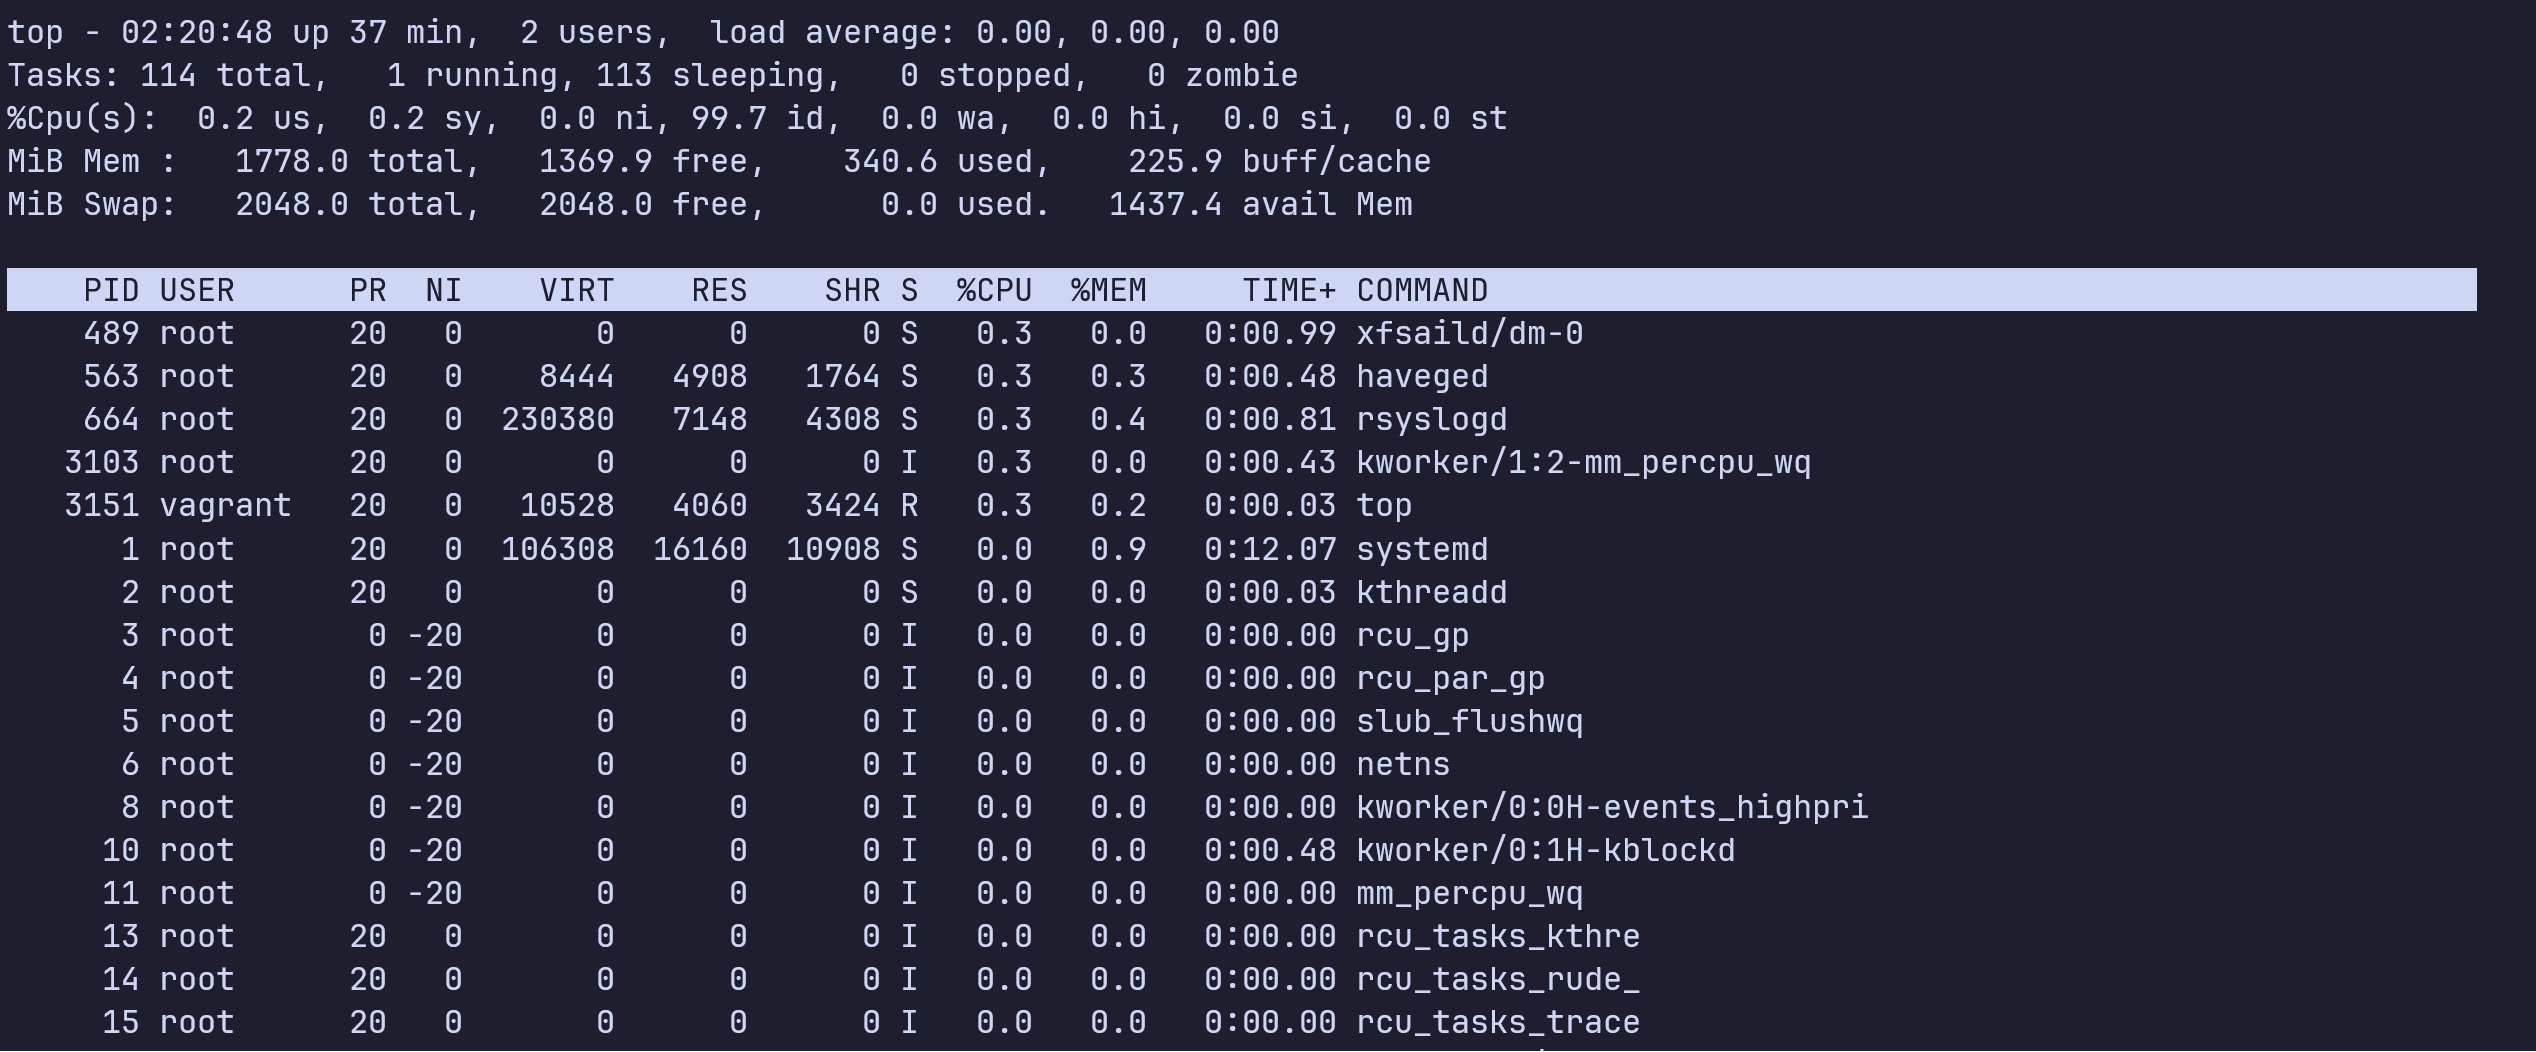 top - 02:20:48 up 37 min,  2 users,  load average: 0.00, 0.00, 0.00
Tasks: 114 total,   1 running, 113 sleeping,   0 stopped,   0 zombie
%Cpu(s):  0.2 us,  0.2 sy,  0.0 ni, 99.7 id,  0.0 wa,  0.0 hi,  0.0 si,  0.0 st
MiB Mem :   1778.0 total,   1369.9 free,    340.6 used,    225.9 buff/cache
MiB Swap:   2048.0 total,   2048.0 free,      0.0 used.   1437.4 avail Mem

    PID USER      PR  NI    VIRT    RES    SHR S  %CPU  %MEM     TIME+ COMMAND
    489 root      20   0       0      0      0 S   0.3   0.0   0:00.99 xfsaild/dm-0
    563 root      20   0    8444   4908   1764 S   0.3   0.3   0:00.48 haveged
    664 root      20   0  230380   7148   4308 S   0.3   0.4   0:00.81 rsyslogd
   3103 root      20   0       0      0      0 I   0.3   0.0   0:00.43 kworker/1:2-mm_percpu_wq
   3151 vagrant   20   0   10528   4060   3424 R   0.3   0.2   0:00.03 top
      1 root      20   0  106308  16160  10908 S   0.0   0.9   0:12.07 systemd
      2 root      20   0       0      0      0 S   0.0   0.0   0:00.03 kthreadd
      3 root       0 -20       0      0      0 I   0.0   0.0   0:00.00 rcu_gp
      4 root       0 -20       0      0      0 I   0.0   0.0   0:00.00 rcu_par_gp
      5 root       0 -20       0      0      0 I   0.0   0.0   0:00.00 slub_flushwq
      6 root       0 -20       0      0      0 I   0.0   0.0   0:00.00 netns
      8 root       0 -20       0      0      0 I   0.0   0.0   0:00.00 kworker/0:0H-events_highpri
     10 root       0 -20       0      0      0 I   0.0   0.0   0:00.48 kworker/0:1H-kblockd
     11 root       0 -20       0      0      0 I   0.0   0.0   0:00.00 mm_percpu_wq
     13 root      20   0       0      0      0 I   0.0   0.0   0:00.00 rcu_tasks_kthre
     14 root      20   0       0      0      0 I   0.0   0.0   0:00.00 rcu_tasks_rude_
     15 root      20   0       0      0      0 I   0.0   0.0   0:00.00 rcu_tasks_trace